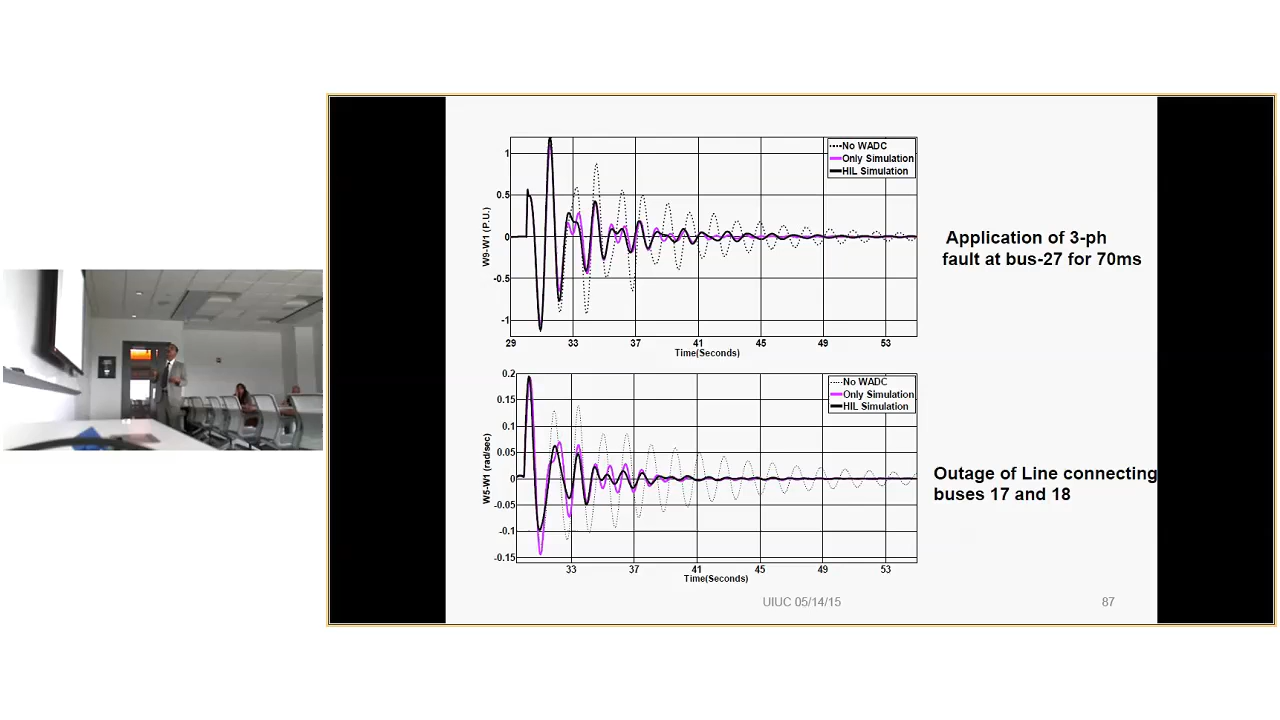 No WADC
Only Simulation
HIL Simulation
1
0.5
0
-0.5
-1
W9-W1 (P.U.)
29 33 37 41 45 49 53
Time(Seconds)
Application of 3-ph
fault at bus-27 for 70ms
No WADC
Only Simulation
HIL Simulation
0.2
0.15
0.1
0.05
0
-0.05
-0.1
-0.15
W5-W1 (rad/sec)
33 37 41 45 49 53
Time(Seconds)
Outage of Line connecting
buses 17 and 18
UIUC 05/14/15
87